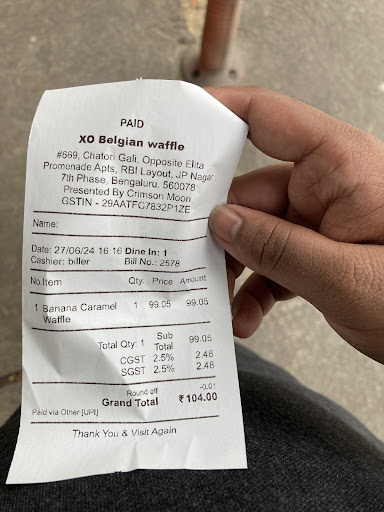 PAID
XO Belgian waffle
#669, Chatori Gali, Opposite Elita
Promenade Apts, RBI Layout, JP Nagar
7th Phase, Bengaluru. 560078
Presented By Crimson Moon
GSTIN - 29AATFC7832P1ZE
Name:
Date: 27/06/24 16:16 Dine In: 1
Cashier: biller Bill No.: 2578
No.Item Qty. Price Amount
1 Banana Caramel 1 99.05 99.05
Waffle
Total Qty: 1 Sub Total 99.05
CGST 2.5% 2.48
SGST 2.5% 2.48
Round off -0.01
Grand Total ₹ 104.00
Paid via Other [UPI]
Thank You & Visit Again